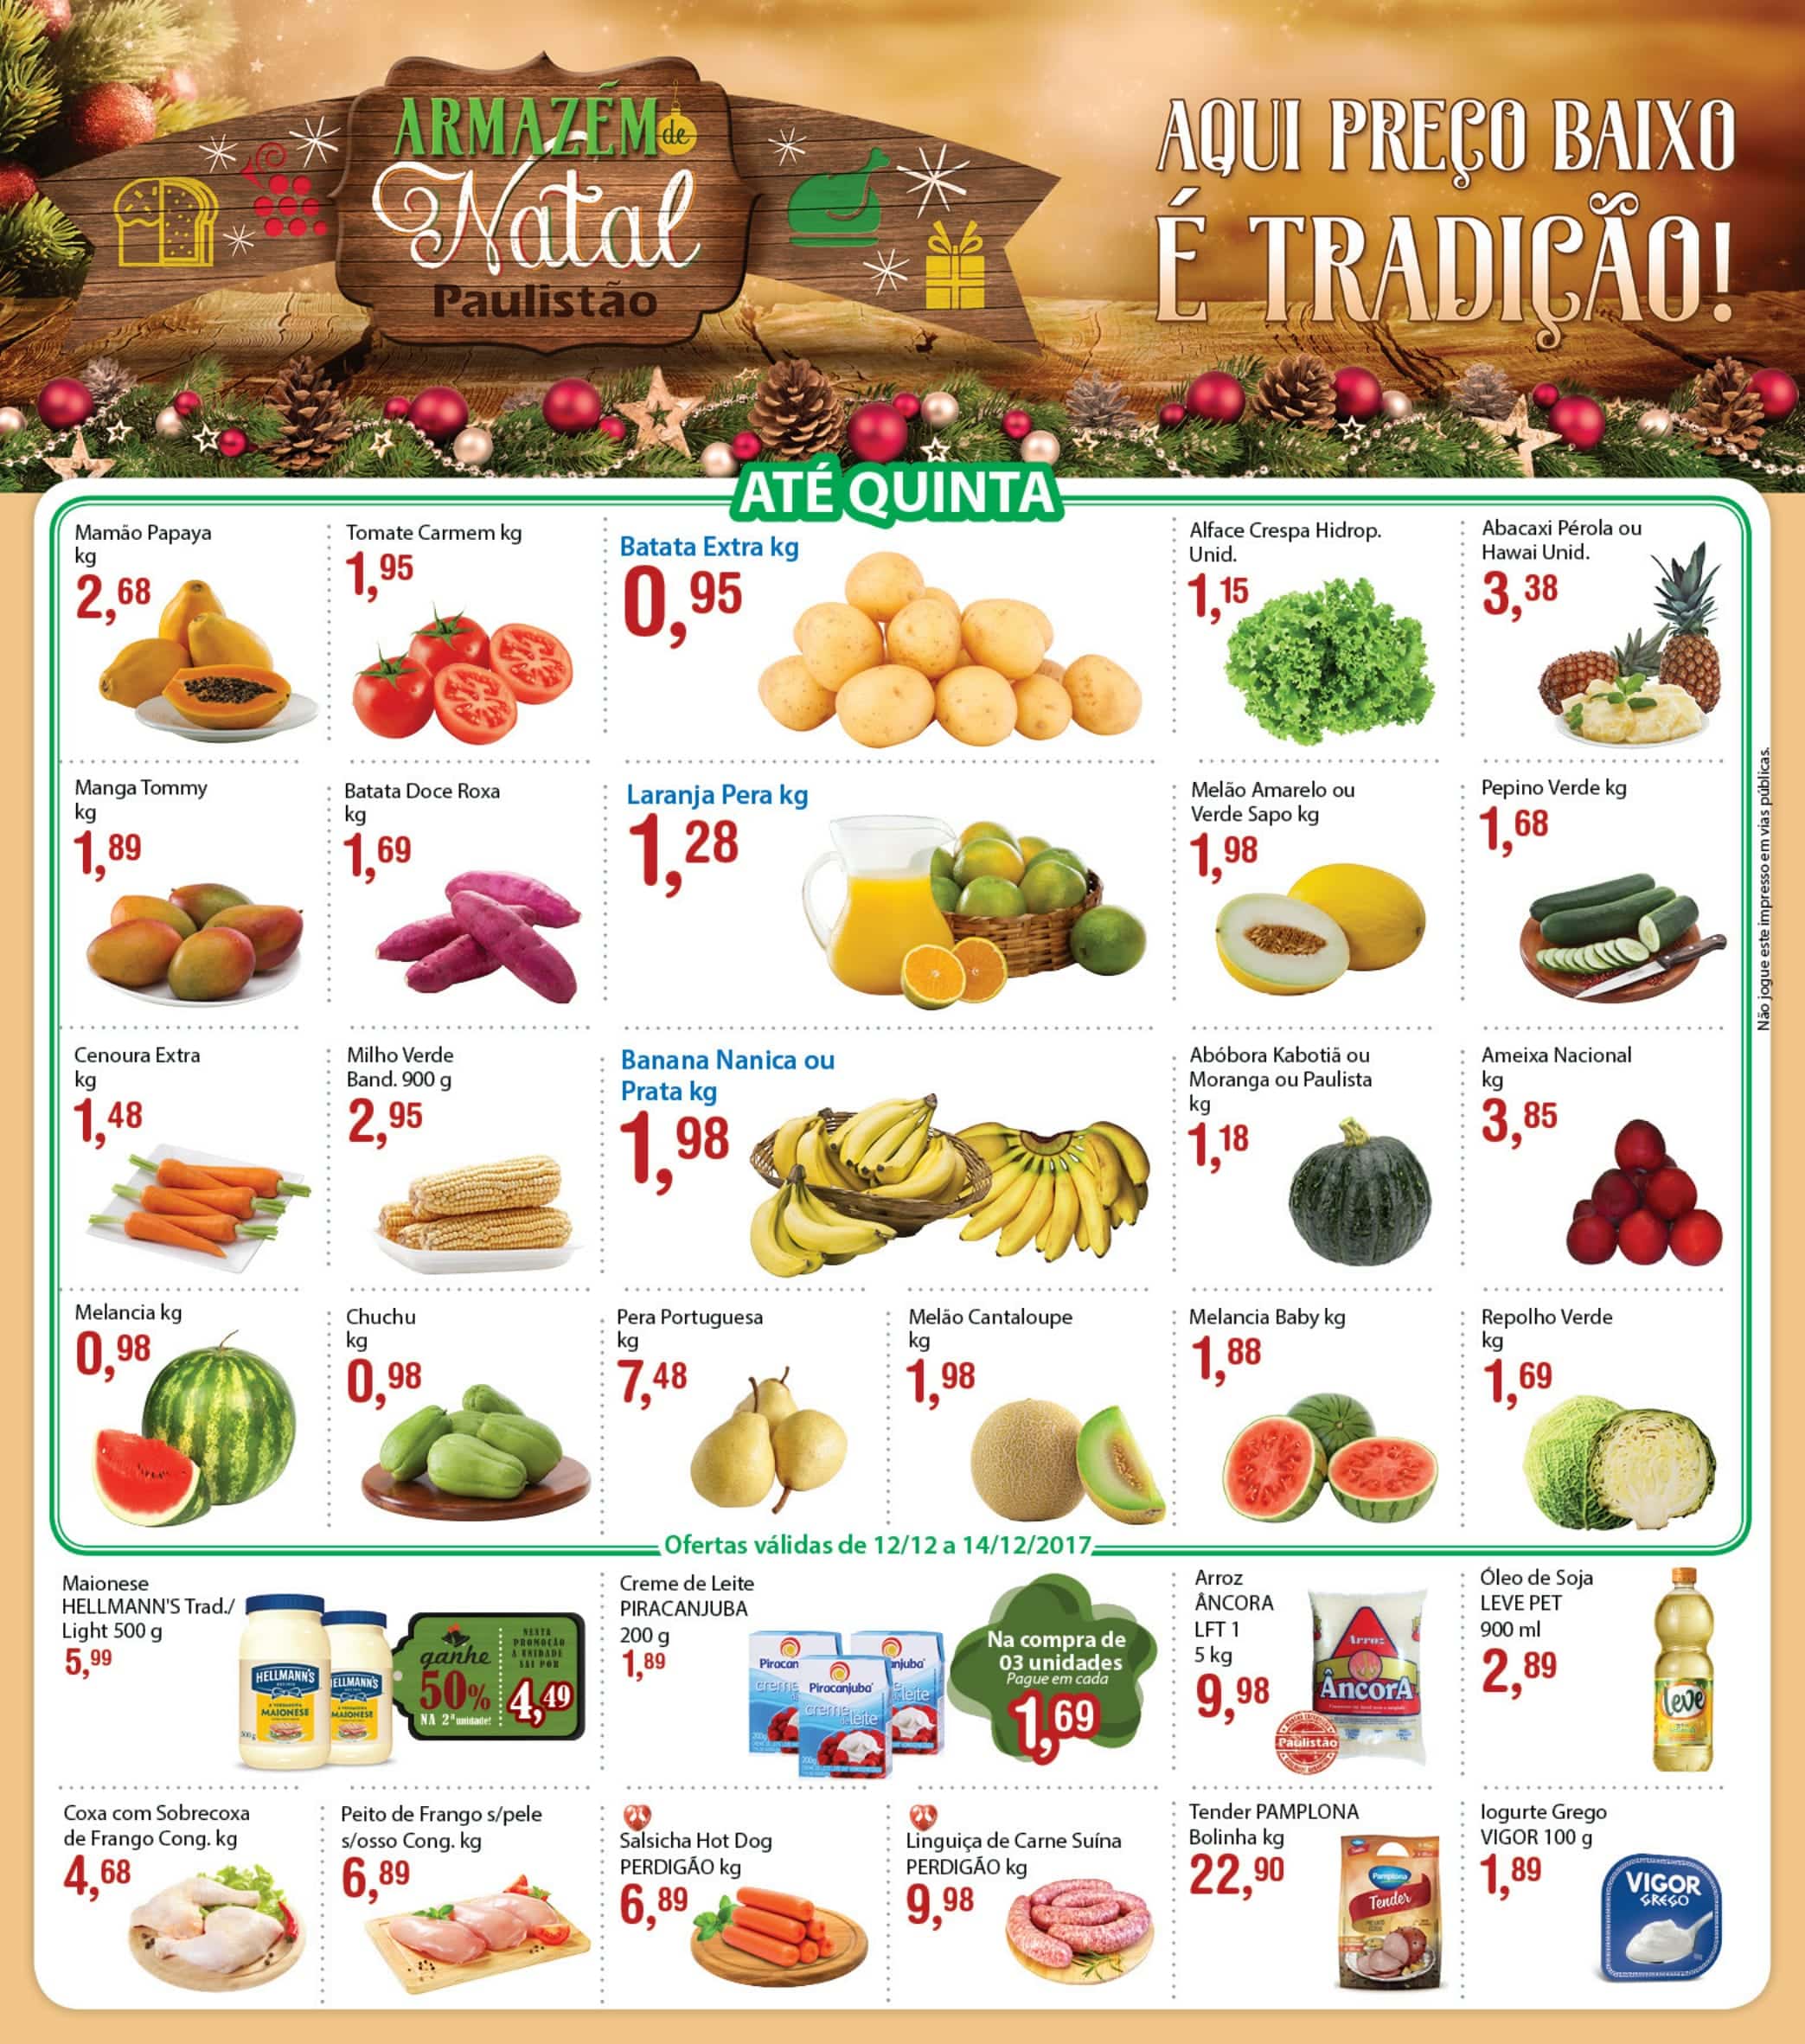 ARMAZÉM de
Natal
Paulistão
AQUI PREÇO BAIXO
É TRADIÇÃO!
ATÉ QUINTA
Mamão Papaya
kg
2,68
Tomate Carmem kg
1,95
Batata Extra kg
0,95
Alface Crespa Hidrop.
Unid.
1,15
Abacaxi Pérola ou
Hawai Unid.
3,38
Manga Tommy
kg
1,89
Batata Doce Roxa
kg
1,69
Laranja Pera kg
1,28
Melão Amarelo ou
Verde Sapo kg
1,98
Pepino Verde kg
1,68
Não jogue este impresso em vias públicas.
Cenoura Extra
kg
1,48
Milho Verde
Band. 900 g
2,95
Banana Nanica ou
Prata kg
1,98
Abóbora Kabotiã ou
Moranga ou Paulista
kg
1,18
Ameixa Nacional
kg
3,85
Melancia kg
0,98
Chuchu
kg
0,98
Pera Portuguesa
kg
7,48
Melão Cantaloupe
kg
1,98
Melancia Baby kg
1,88
Repolho Verde
kg
1,69
Ofertas válidas de 12/12 a 14/12/2017
Maionese
HELLMANN'S Trad./
Light 500 g
5,99
HELLMANN'S
A VERDADEIRA
MAIONESE
500g
HELLMANN'S
A VERDADEIRA
MAIONESE
ganhe
50%
NA 2ª unidade!
NESTA
PROMOÇÃO
A UNIDADE
SAI POR
4,49
Creme de Leite
PIRACANJUBA
200 g
1,89
Piracanjuba
creme de leite
200g
Na compra de
03 unidades
Pague em cada
1,69
Arroz
ÂNCORA
LFT 1
5 kg
9,98
Arroz
ÂncorA
Paulistão
Óleo de Soja
LEVE PET
900 ml
2,89
leve
Coxa com Sobrecoxa
de Frango Cong. kg
4,68
Peito de Frango s/pele
s/osso Cong. kg
6,89
Salsicha Hot Dog
PERDIGÃO kg
6,89
Linguiça de Carne Suína
PERDIGÃO kg
9,98
Tender PAMPLONA
Bolinha kg
22,90
Pamplona
Tender
Iogurte Grego
VIGOR 100 g
1,89
VIGOR
GREGO